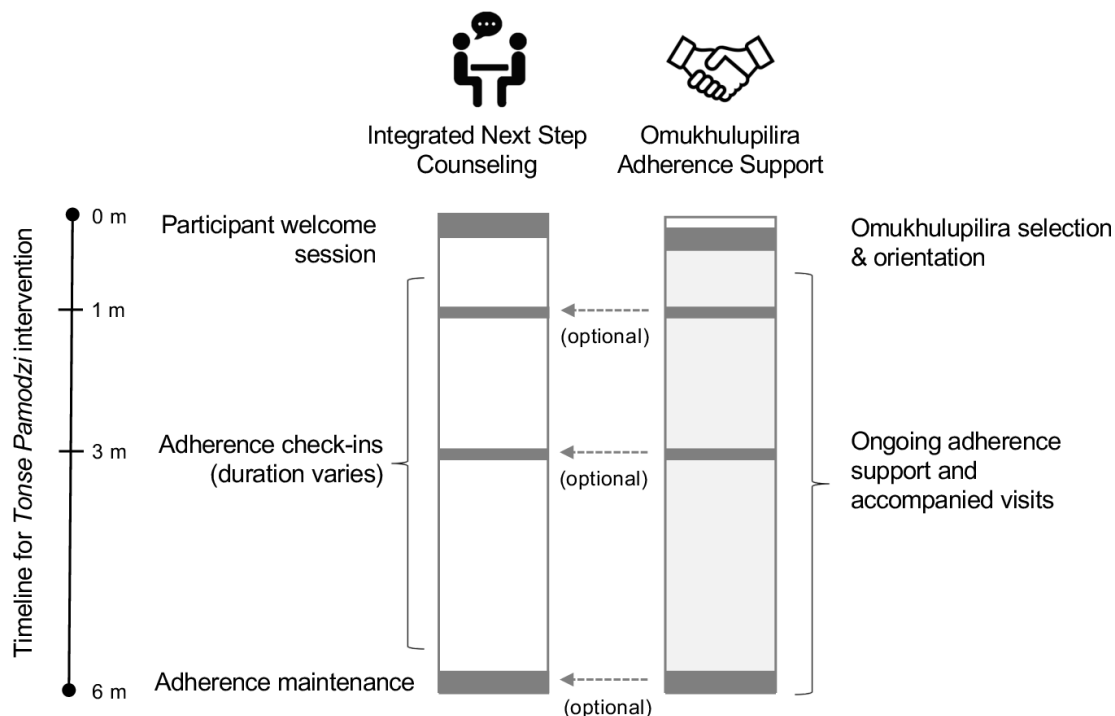 Integrated Next Step
Counseling
Omukhulupilira
Adherence Support
Timeline for Tonse Pamodzi intervention
0 m
Participant welcome
session
Omukhulupilira selection
& orientation
1 m
(optional)
3 m
Adherence check-ins
(duration varies)
(optional)
Ongoing adherence
support and
accompanied visits
6 m
Adherence maintenance
(optional)